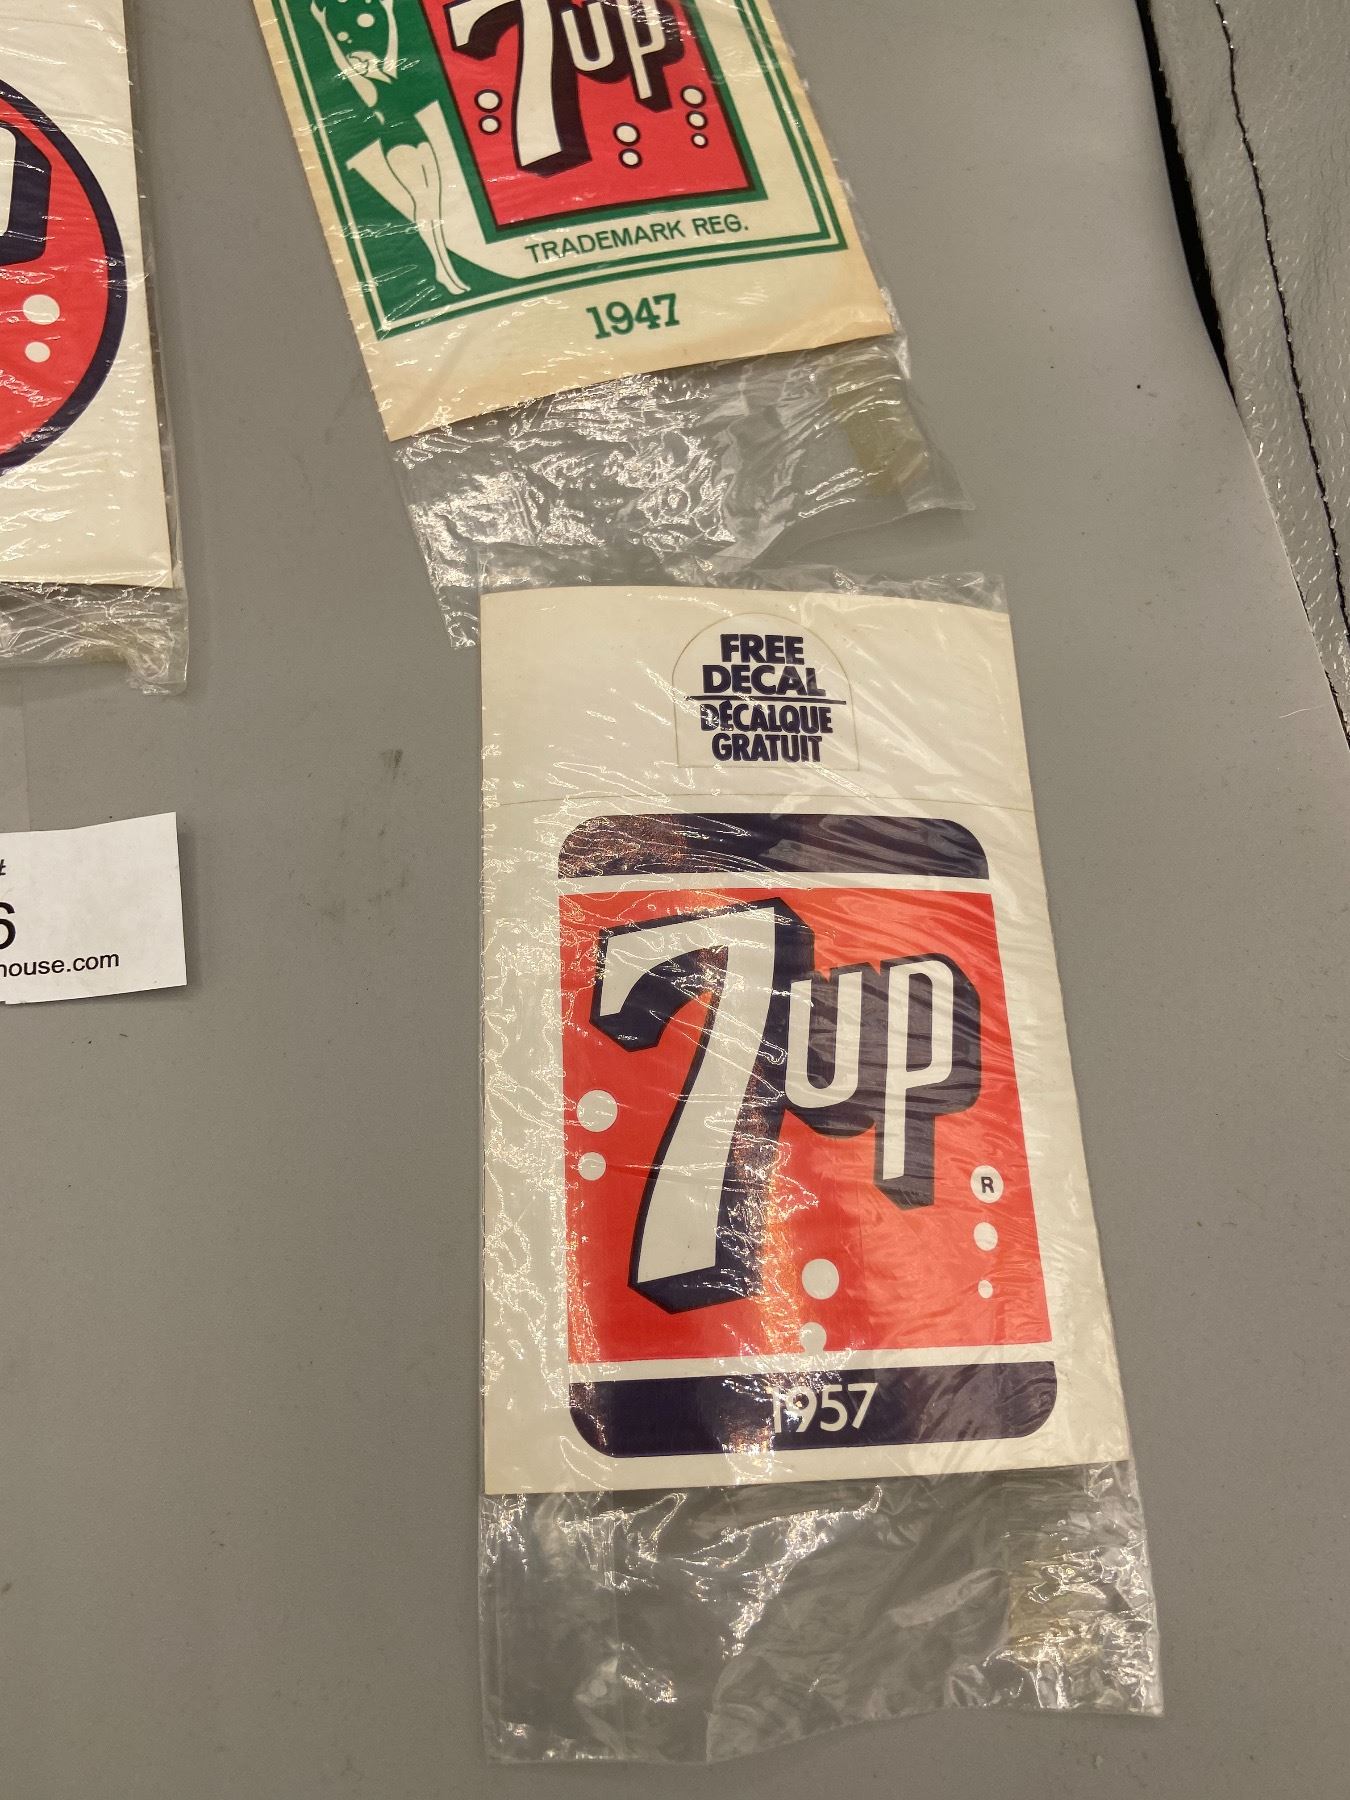 7up
TRADEMARK REG.
1947
FREE
DECAL
DÉCALQUE
GRATUIT
7up
R
1957
#
6
house.com